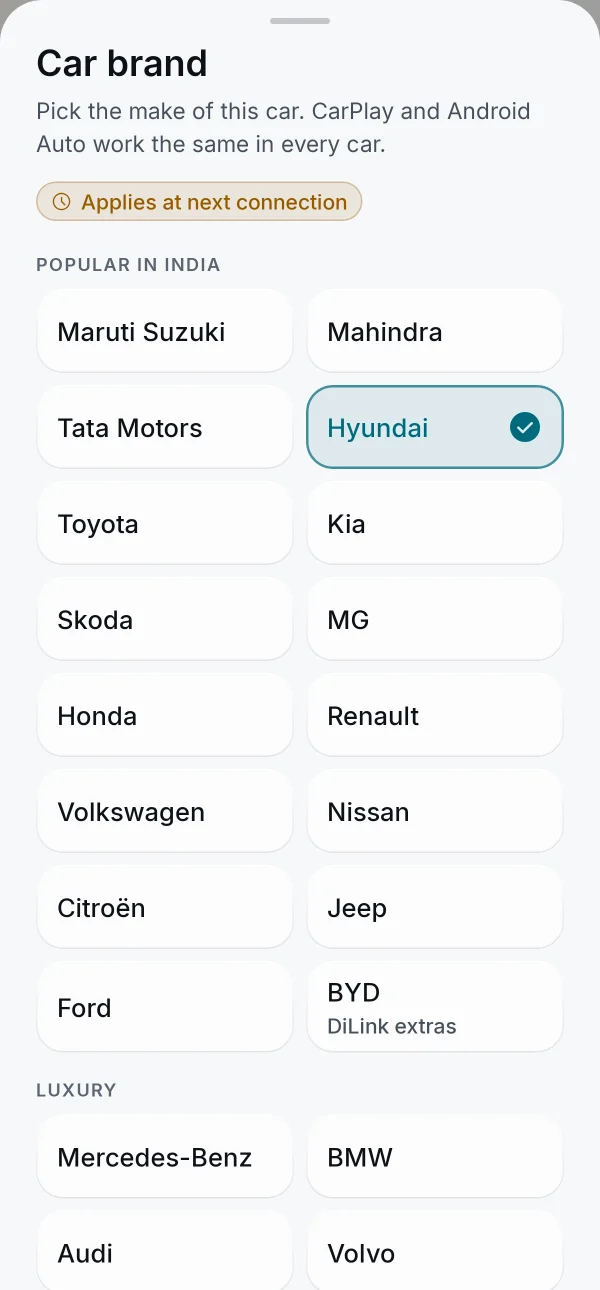 Car brand
Pick the make of this car. CarPlay and Android
Auto work the same in every car.
Applies at next connection
POPULAR IN INDIA
Maruti Suzuki
Mahindra
Tata Motors
Hyundai
Toyota
Kia
Skoda
MG
Honda
Renault
Volkswagen
Nissan
Citroën
Jeep
Ford
BYD
DiLink extras
LUXURY
Mercedes-Benz
BMW
Audi
Volvo